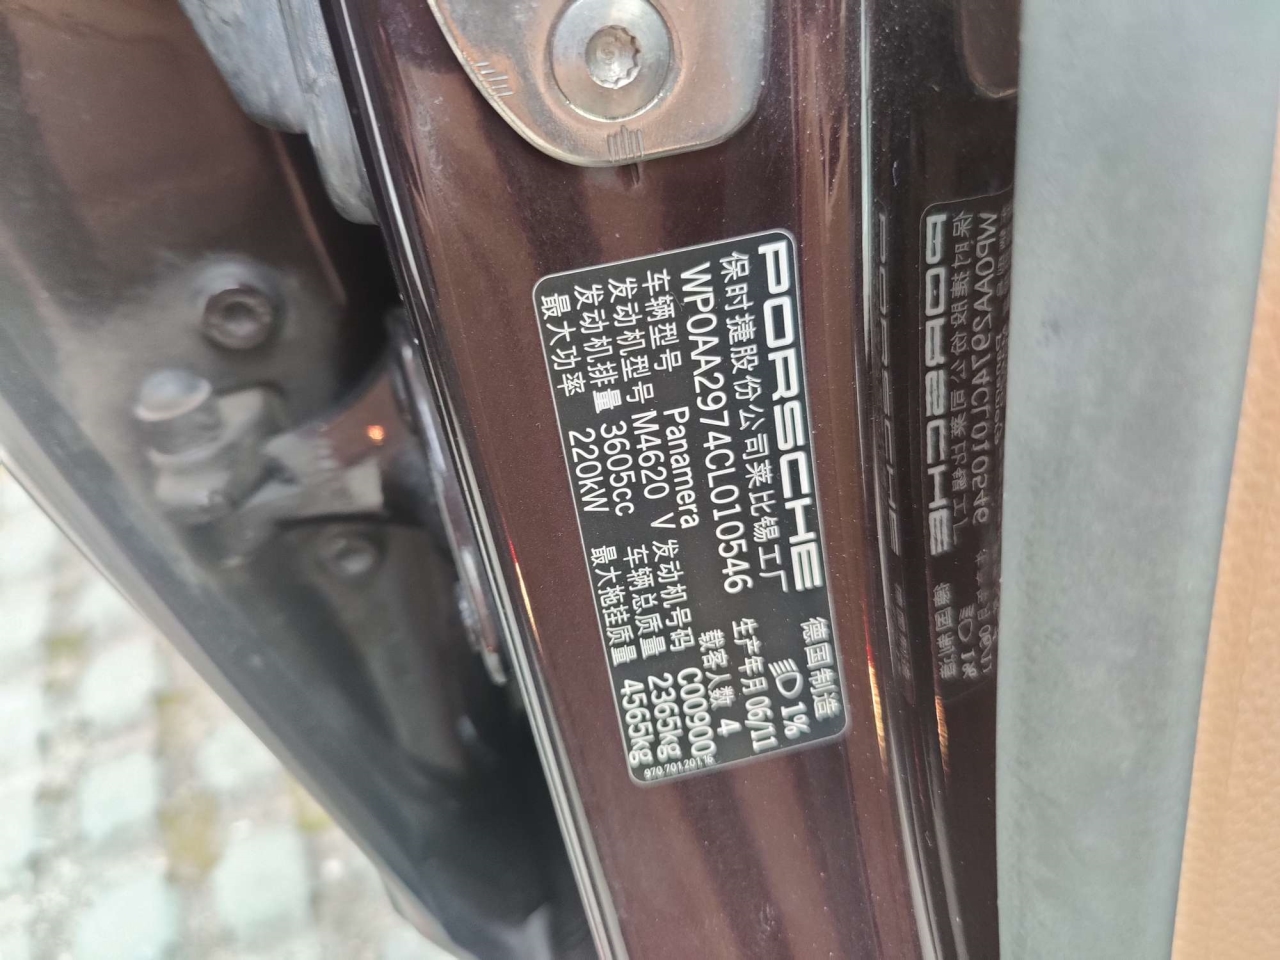 PORSCHE 德国制造
保时捷股份公司莱比锡工厂 1%
WP0AA2974CL010546 生产年月 06/11
载客人数 4
车辆型号 Panamera 发动机号码 C00900
发动机型号 M4620 V 车辆总质量 2365kg
发动机排量 3605cc 最大拖挂质量 4565kg
最大功率 220kW
970.701.201.16